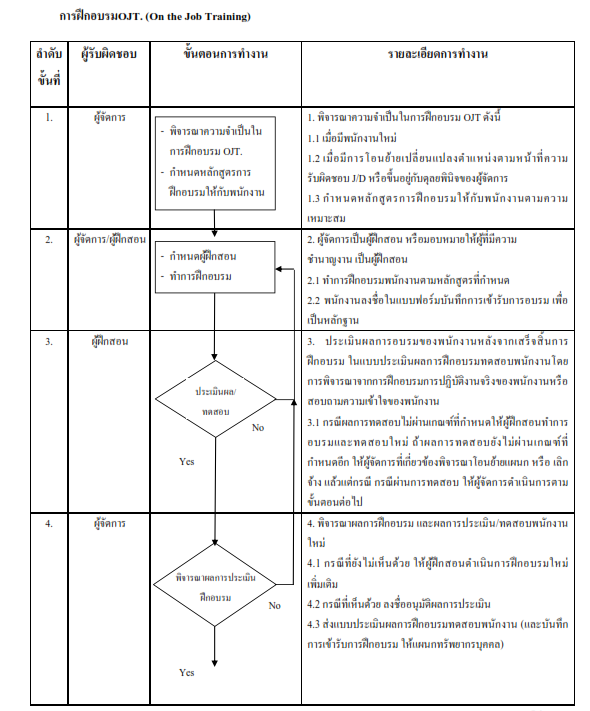 การฝึกอบรมOJT. (On the Job Training)
ลำดับ
ขั้นที่
ผู้รับผิดชอบ
ขั้นตอนการทำงาน
รายละเอียดการทำงาน
1.
ผู้จัดการ
- พิจารณาความจำเป็นใน
การฝึกอบรม OJT.
- กำหนดหลักสูตรการ
ฝึกอบรมให้กับพนักงาน
1. พิจารณาความจำเป็นในการฝึกอบรม OJT ดังนี้
1.1 เมื่อมีพนักงานใหม่
1.2 เมื่อมีการโอนย้ายเปลี่ยนแปลงตำแหน่งตามหน้าที่ความ
รับผิดชอบ J/D หรือขึ้นอยู่กับดุลยพินิจของผู้จัดการ
1.3 กำหนดหลักสูตรการฝึกอบรมให้กับพนักงานตามความ
เหมาะสม
2.
ผู้จัดการ/ผู้ฝึกสอน
- กำหนดผู้ฝึกสอน
- ทำการฝึกอบรม
2. ผู้จัดการเป็นผู้ฝึกสอน หรือมอบหมายให้ผู้ที่มีความ
ชำนาญงาน เป็นผู้ฝึกสอน
2.1 ทำการฝึกอบรมพนักงานตามหลักสูตรที่กำหนด
2.2 พนักงานลงชื่อในแบบฟอร์มบันทึกการเข้ารับการอบรม เพื่อ
เป็นหลักฐาน
3.
ผู้ฝึกสอน
ประเมินผล/
ทดสอบ
No
Yes
3. ประเมินผลการอบรมของพนักงานหลังจากเสร็จสิ้นการ
ฝึกอบรม ในแบบประเมินผลการฝึกอบรมทดสอบพนักงานโดย
การพิจารณาจากการฝึกอบรมการปฏิบัติงานจริงของพนักงานหรือ
สอบถามความเข้าใจของพนักงาน
3.1 กรณีผลการทดสอบไม่ผ่านเกณฑ์ที่กำหนดให้ผู้ฝึกสอนทำการ
อบรมและทดสอบใหม่ ถ้าผลการทดสอบยังไม่ผ่านเกณฑ์ที่
กำหนดอีก ให้ผู้จัดการที่เกี่ยวข้องพิจารณาโอนย้ายแผนก หรือ เลิก
จ้าง แล้วแต่กรณี กรณีผ่านการทดสอบ ให้ผู้จัดการดำเนินการตาม
ขั้นตอนต่อไป
4.
ผู้จัดการ
พิจารณาผลการประเมิน
ฝึกอบรม
No
Yes
4. พิจารณาผลการฝึกอบรม และผลการประเมิน/ทดสอบพนักงาน
ใหม่
4.1 กรณีที่ยังไม่เห็นด้วย ให้ผู้ฝึกสอนดำเนินการฝึกอบรมใหม่
เพิ่มเติม
4.2 กรณีที่เห็นด้วย ลงชื่ออนุมัติผลการประเมิน
4.3 ส่งแบบประเมินผลการฝึกอบรมทดสอบพนักงาน (และบันทึก
การเข้ารับการฝึกอบรม ให้แผนกทรัพยากรบุคคล)